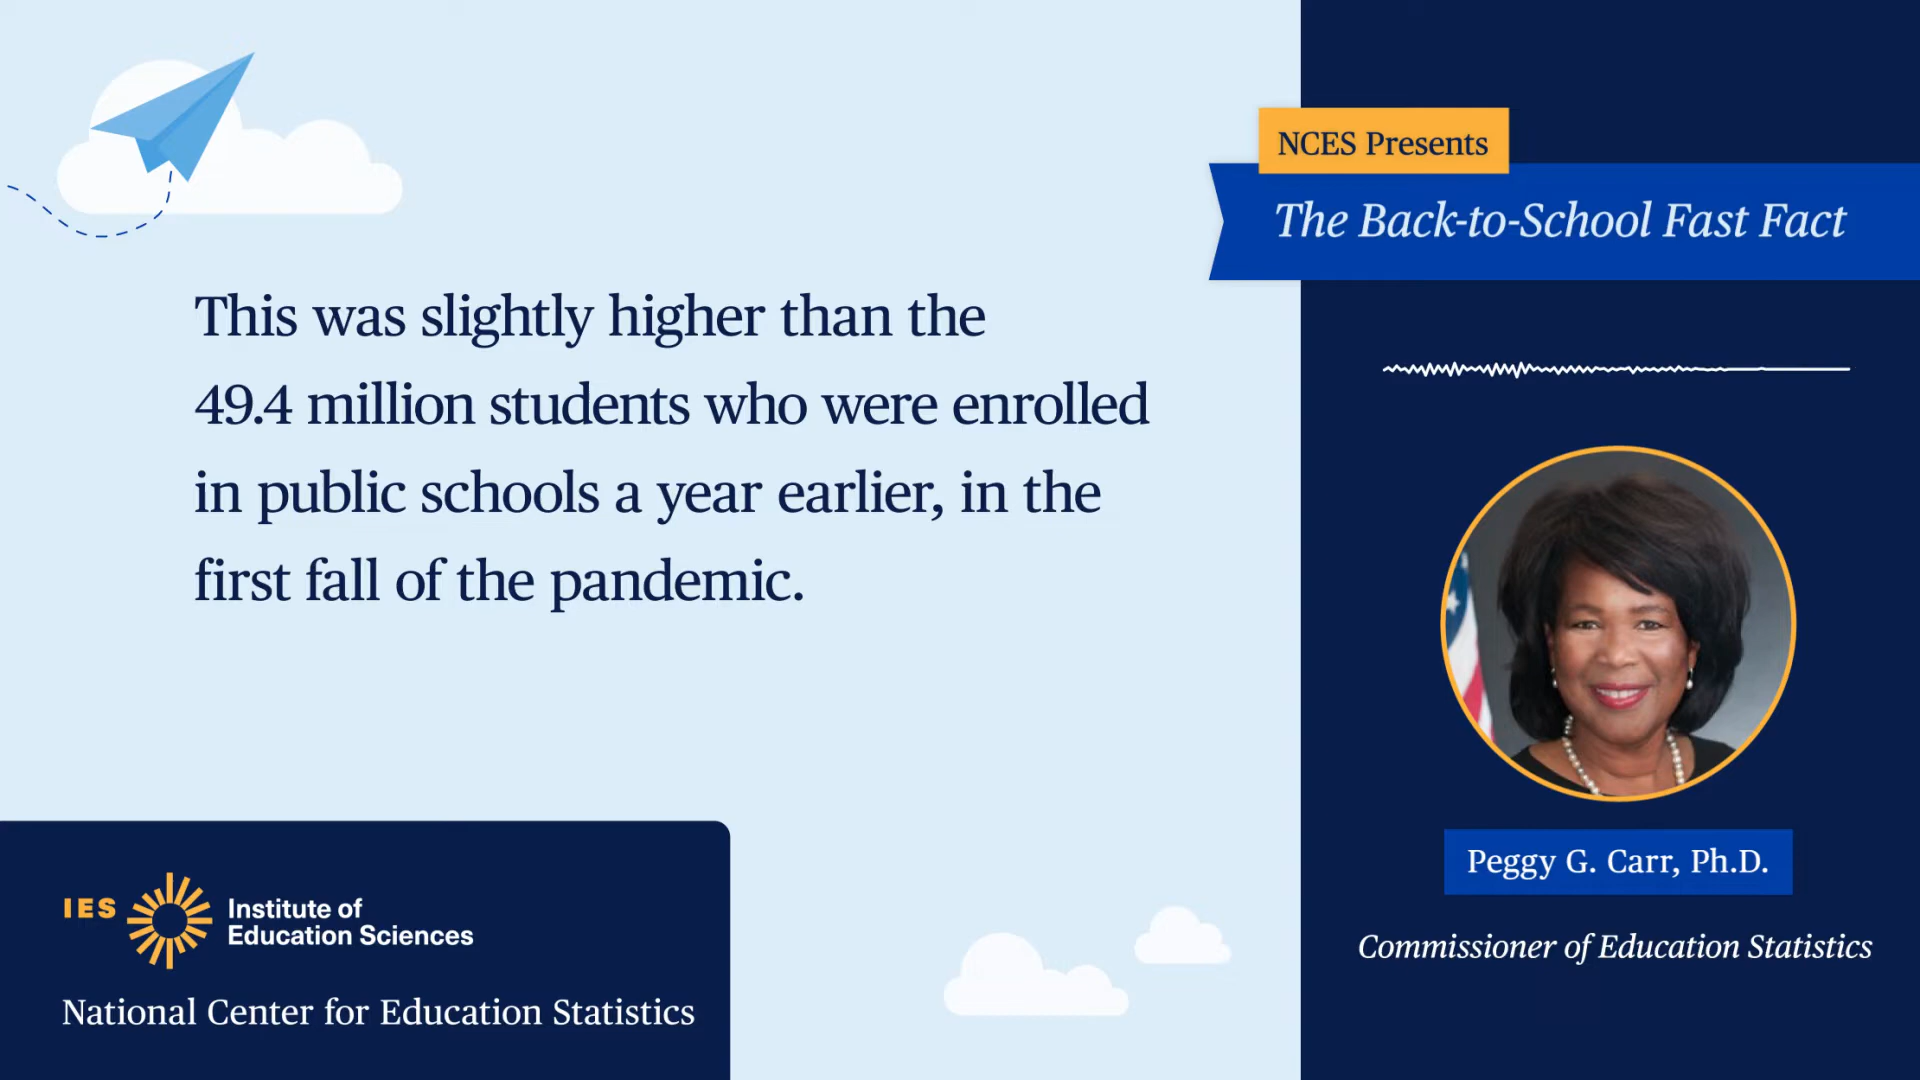 NCES Presents
The Back-to-School Fast Fact
This was slightly higher than the
49.4 million students who were enrolled
in public schools a year earlier, in the
first fall of the pandemic.
Peggy G. Carr, Ph.D.
Commissioner of Education Statistics
IES
Institute of
Education Sciences
National Center for Education Statistics